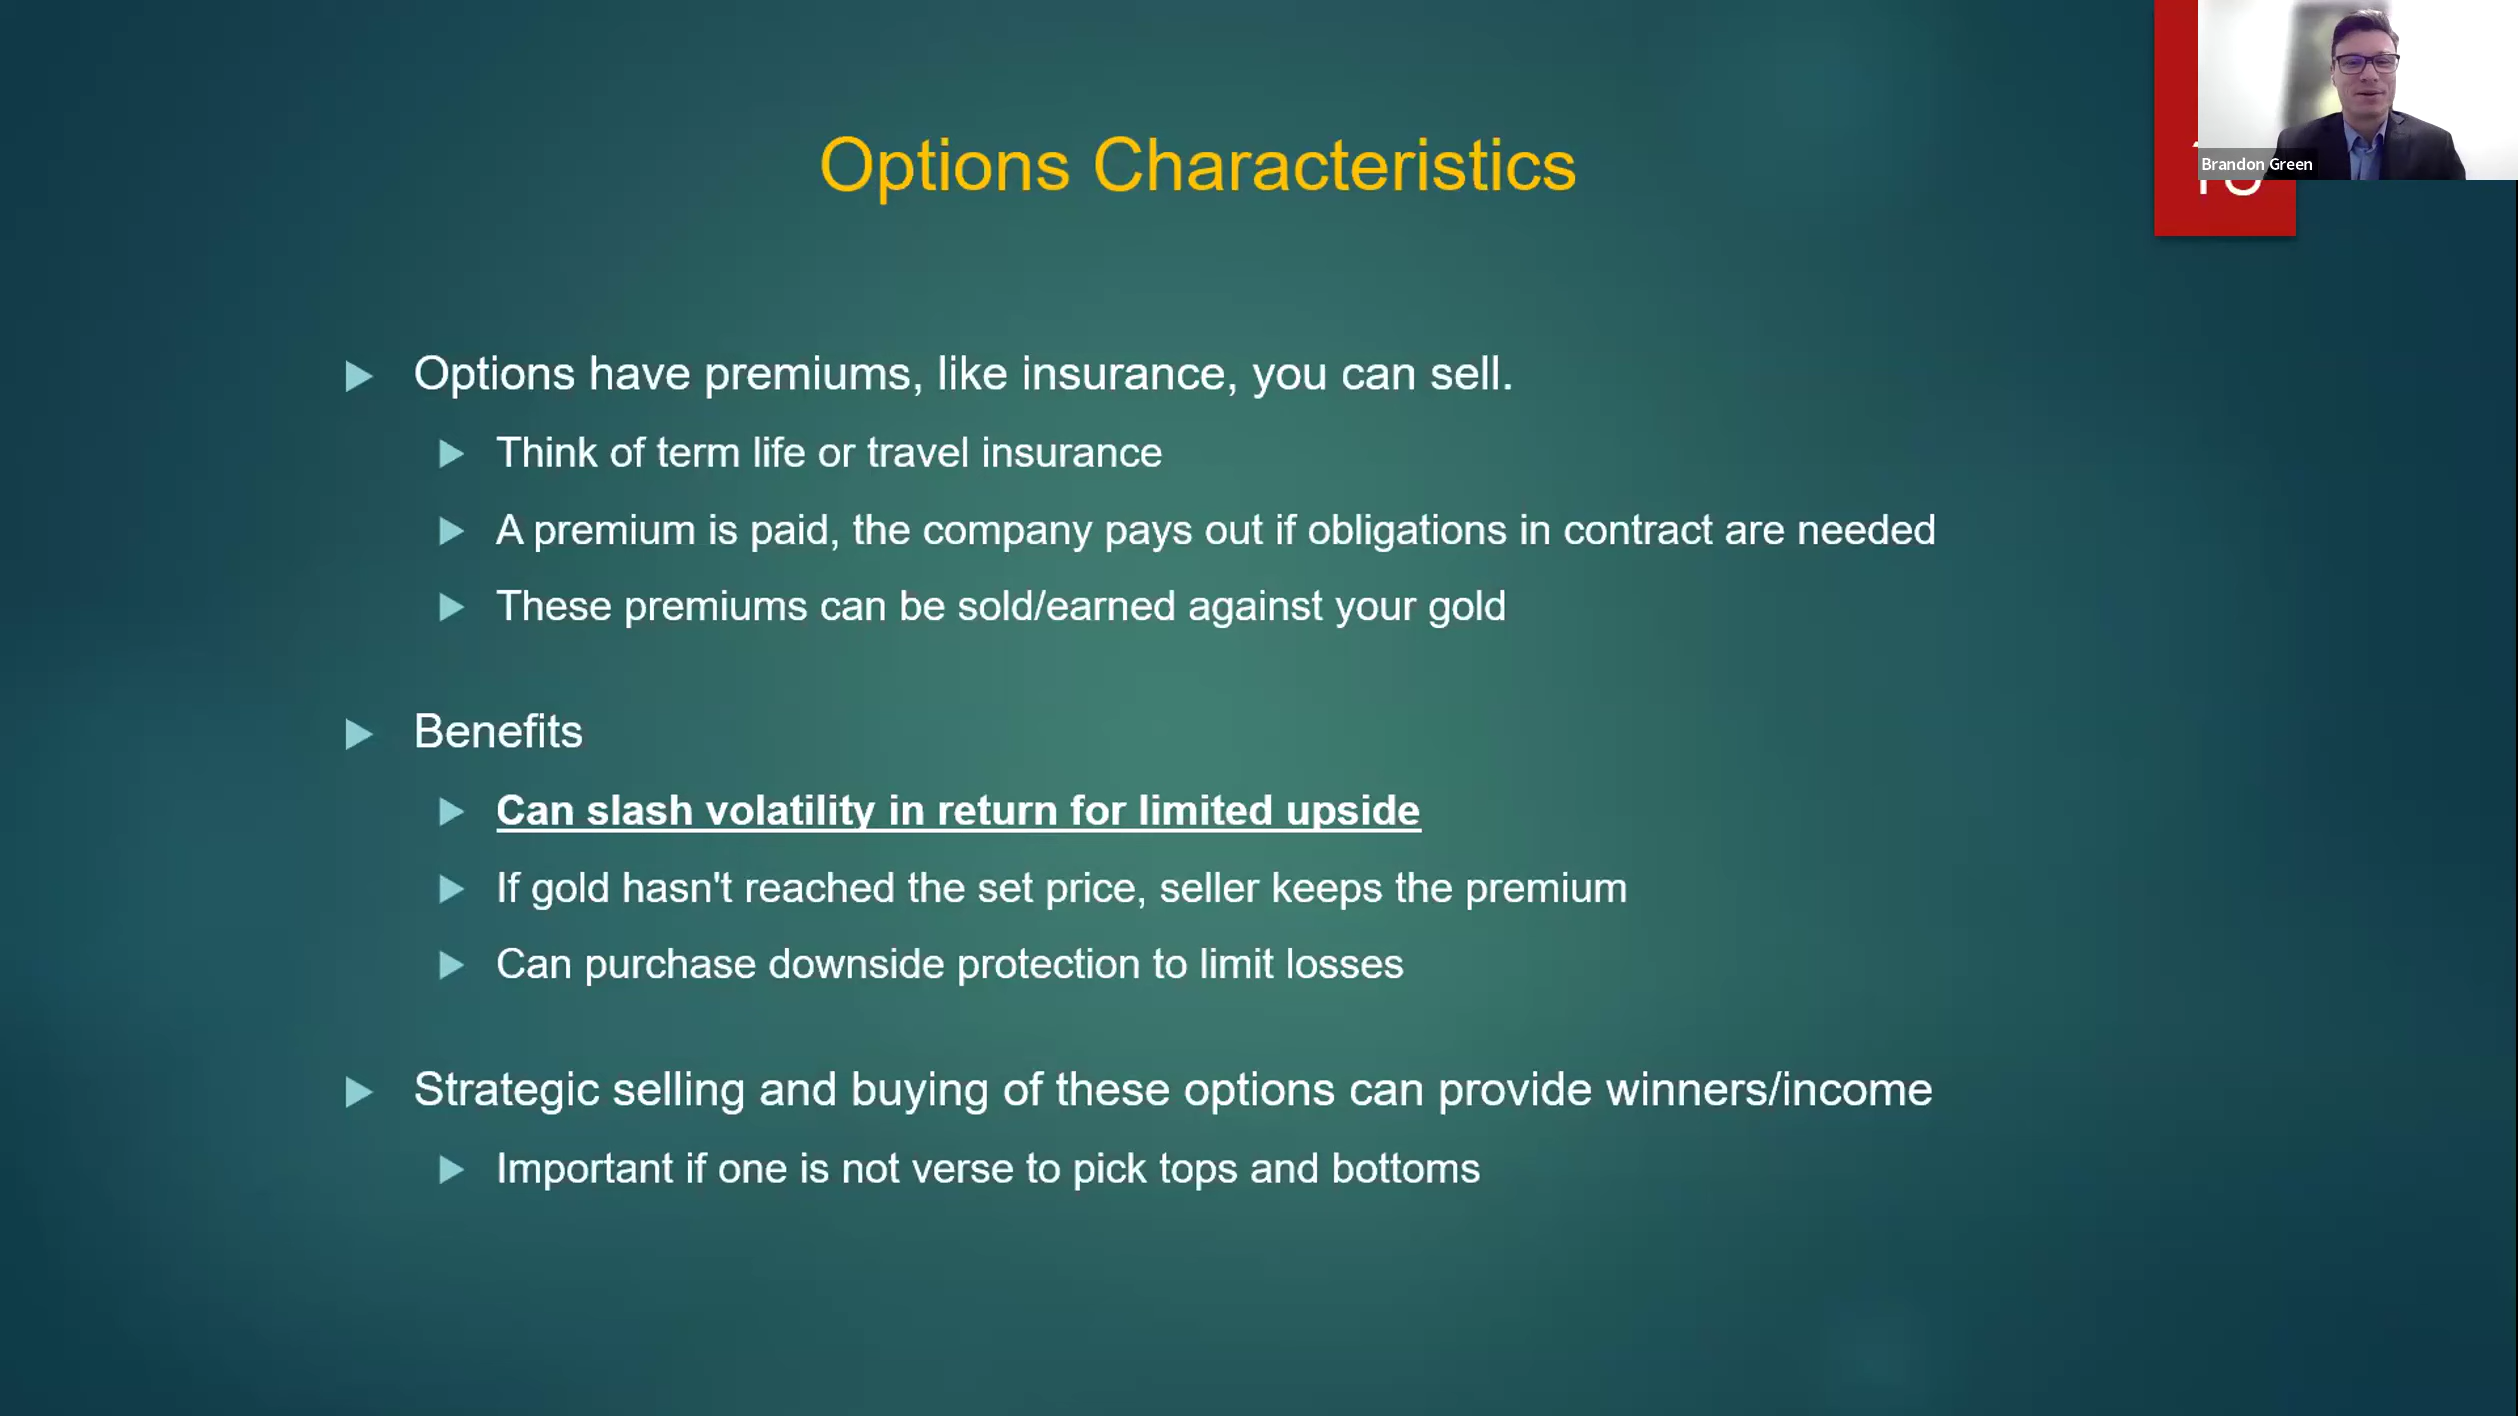 Options Characteristics
Brandon Green
Options have premiums, like insurance, you can sell.
Think of term life or travel insurance
A premium is paid, the company pays out if obligations in contract are needed
These premiums can be sold/earned against your gold
Benefits
Can slash volatility in return for limited upside
If gold hasn't reached the set price, seller keeps the premium
Can purchase downside protection to limit losses
Strategic selling and buying of these options can provide winners/income
Important if one is not verse to pick tops and bottoms